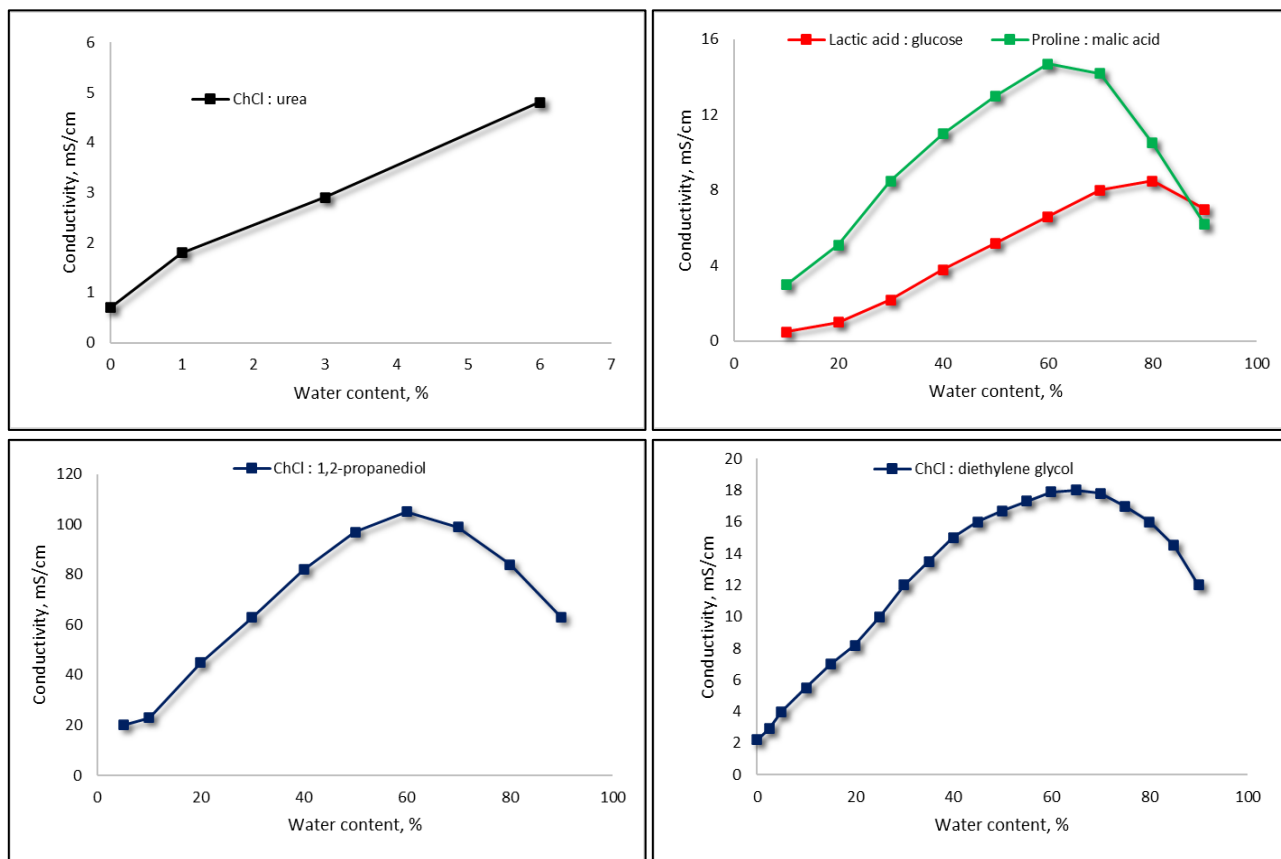 ChCl : urea
Conductivity, mS/cm
6
5
4
3
2
1
0
0 1 2 3 4 5 6 7
Water content, %
Lactic acid : glucose Proline : malic acid
Conductivity, mS/cm
16
12
8
4
0
0 20 40 60 80 100
Water content, %
ChCl : 1,2-propanediol
Conductivity, mS/cm
120
100
80
60
40
20
0
0 20 40 60 80 100
Water content, %
ChCl : diethylene glycol
Conductivity, mS/cm
20
18
16
14
12
10
8
6
4
2
0
0 20 40 60 80 100
Water content, %